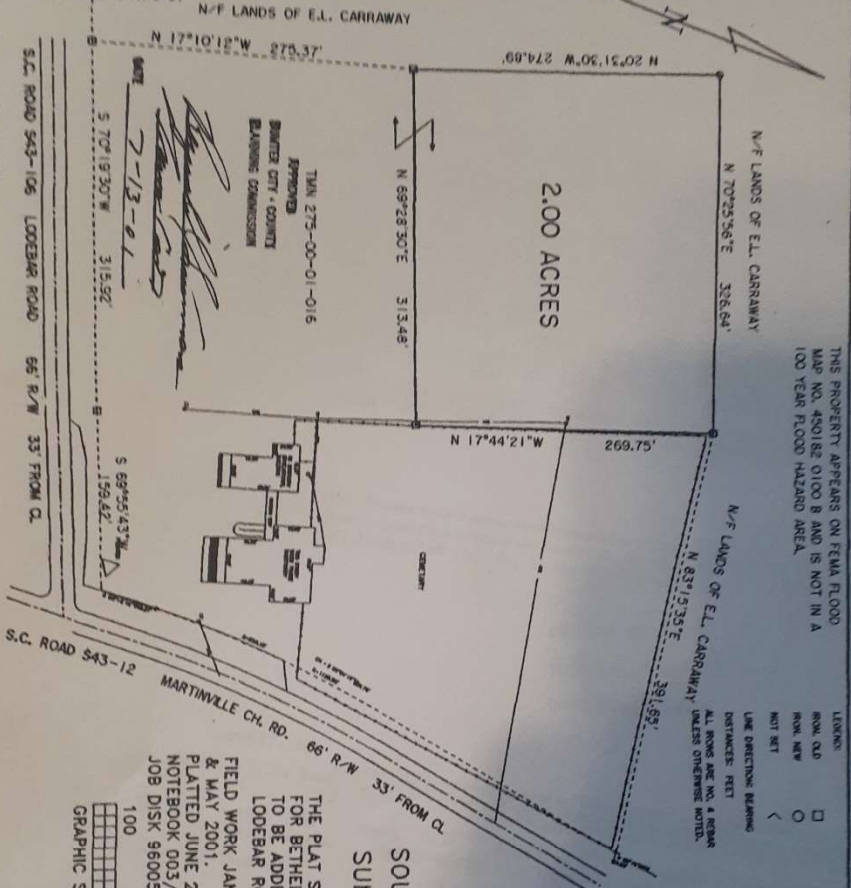 N/F LANDS OF E.L. CARRAWAY
N 17°10'12"W 275.37'
N 20°31'30"W 274.89'
N
N/F LANDS OF E.L. CARRAWAY
N 70°25'56"E 326.64'
THIS PROPERTY APPEARS ON FEMA FLOOD
MAP NO. 450182 0100 B AND IS NOT IN A
100 YEAR FLOOD HAZARD AREA.
LEGEND:
IRON, OLD
IRON, NEW
NOT SET
LINE DIRECTION: BEARING
DISTANCES: FEET
ALL IRONS ARE NO. 4 REBAR
UNLESS OTHERWISE NOTED.
2.00 ACRES
N 69°28'30"E 313.48'
N 17°44'21"W 269.75'
N/F LANDS OF E.L. CARRAWAY
N 83°15'35"E 391.65'
TMN 275-00-01-016
APPROVED
SUMTER CITY - COUNTY
PLANNING COMMISSION
DATE 7-13-01
S 70°19'30"W 315.92'
S 69°55'43"W
159.42'
CEMETARY
S.C. ROAD S43-106 LODEBAR ROAD 66' R/W 33' FROM CL
S.C. ROAD S43-12 MARTINVILLE CH. RD. 66' R/W 33' FROM CL
SOU
SU
THE PLAT S
FOR BETHE
TO BE ADD
LODEBAR R
FIELD WORK JAN
& MAY 2001.
PLATTED JUNE 2
NOTEBOOK 003/
JOB DISK 96005
100
GRAPHIC S